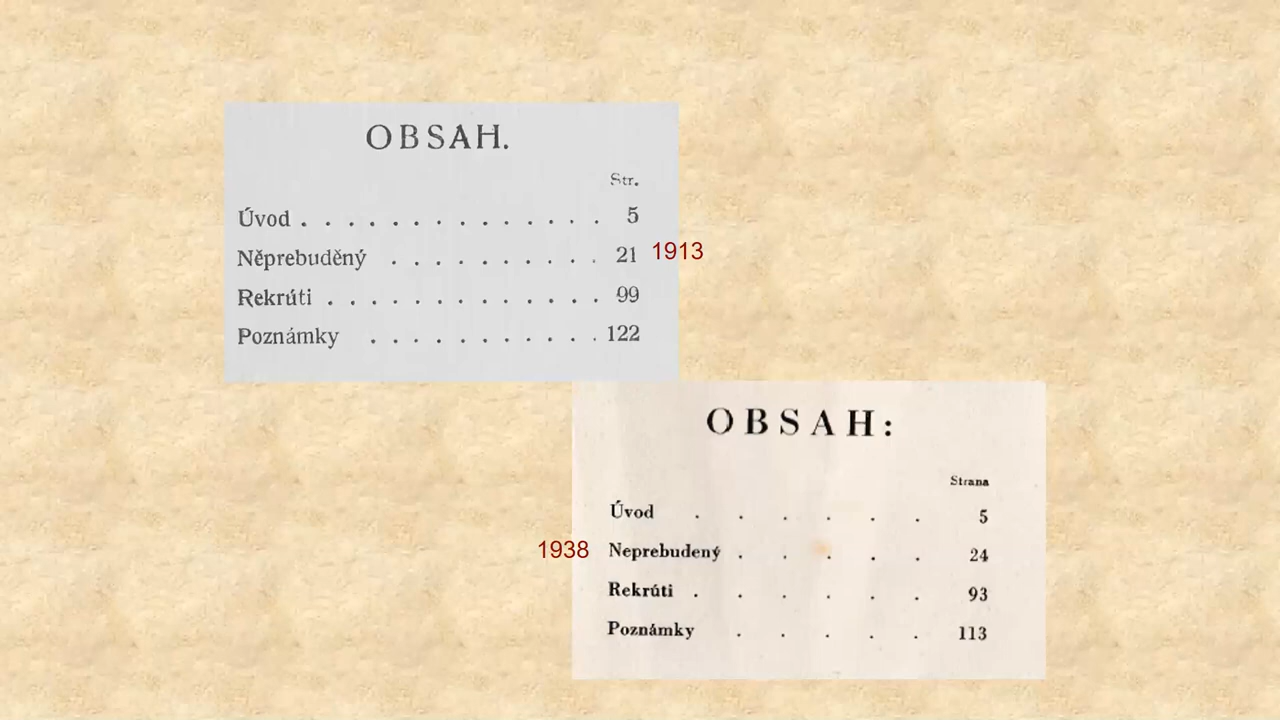 OBSAH.
Str.
Úvod . . . . . . . . . . . . . . 5
Něprebuděný . . . . . . . . . . 21
1913
Rekrúti . . . . . . . . . . . . . 99
Poznámky . . . . . . . . . . . 122
OBSAH:
Strana
Úvod . . . . . . 5
1938
Neprebudený . . . . . 24
Rekrúti . . . . . . 93
Poznámky . . . . . 113